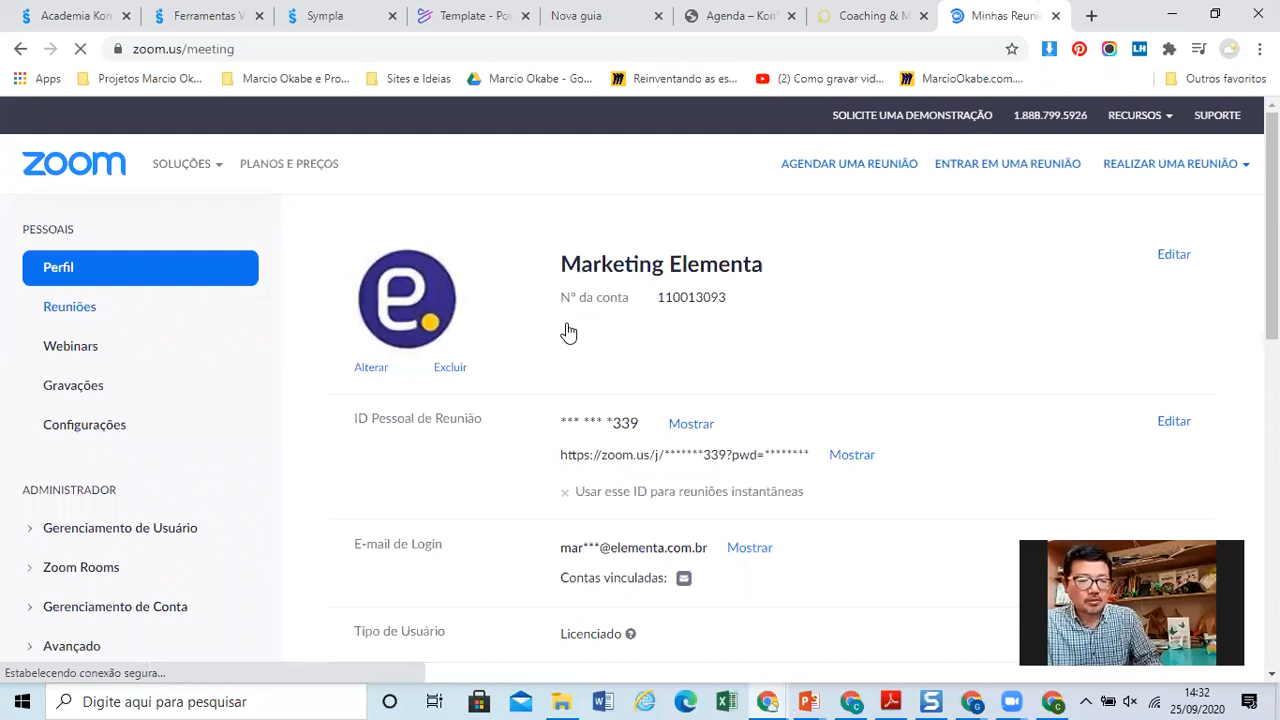 Academia Kon
Ferramentas Y
Sympla
Template - Pos
Nova guia
Agenda – Kon
Coaching & M
Minhas Reuni
zoom.us/meeting
LH
Apps
Projetos Marcio Ok...
Marcio Okabe e Pro...
Sites e Ideias
Marcio Okabe - Go...
Reinventando as es...
(2) Como gravar vid...
MarcioOkabe.com....
Outros favoritos
SOLICITE UMA DEMONSTRAÇÃO 1.888.799.5926 RECURSOS SUPORTE
zoom SOLUÇÕES PLANOS E PREÇOS AGENDAR UMA REUNIÃO ENTRAR EM UMA REUNIÃO REALIZAR UMA REUNIÃO
PESSOAIS
Perfil
Reuniões
Webinars
Gravações
Configurações
ADMINISTRADOR
Gerenciamento de Usuário
Zoom Rooms
Gerenciamento de Conta
Avançado
e
Alterar Excluir
Marketing Elementa
Editar
Nº da conta 110013093
ID Pessoal de Reunião
*** *** *339 Mostrar
Editar
https://zoom.us/j/*******339?pwd=******** Mostrar
× Usar esse ID para reuniões instantâneas
E-mail de Login
mar***@elementa.com.br Mostrar
Contas vinculadas:
Tipo de Usuário
Licenciado
Estabelecendo conexão segura...
Digite aqui para pesquisar
14:32
25/09/2020